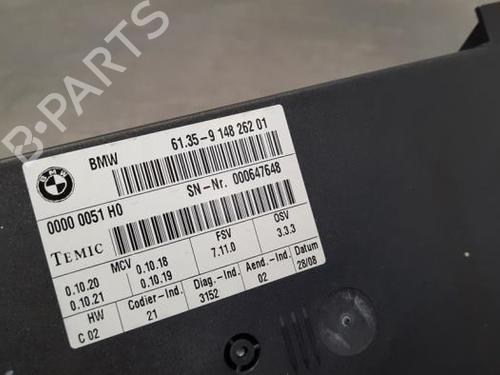 B-PARTS
BMW
BMW 61.35-9 148 262 01
0000 0051 H0 SN-Nr. 000647648
TEMIC MCV FSV OSV
0.10.20 0.10.18 7.11.0 3.3.3
0.10.21 0.10.19
HW Codier-Ind. Diag.-Ind. Aend.-Ind. Datum
C 02 21 3152 02 28/08